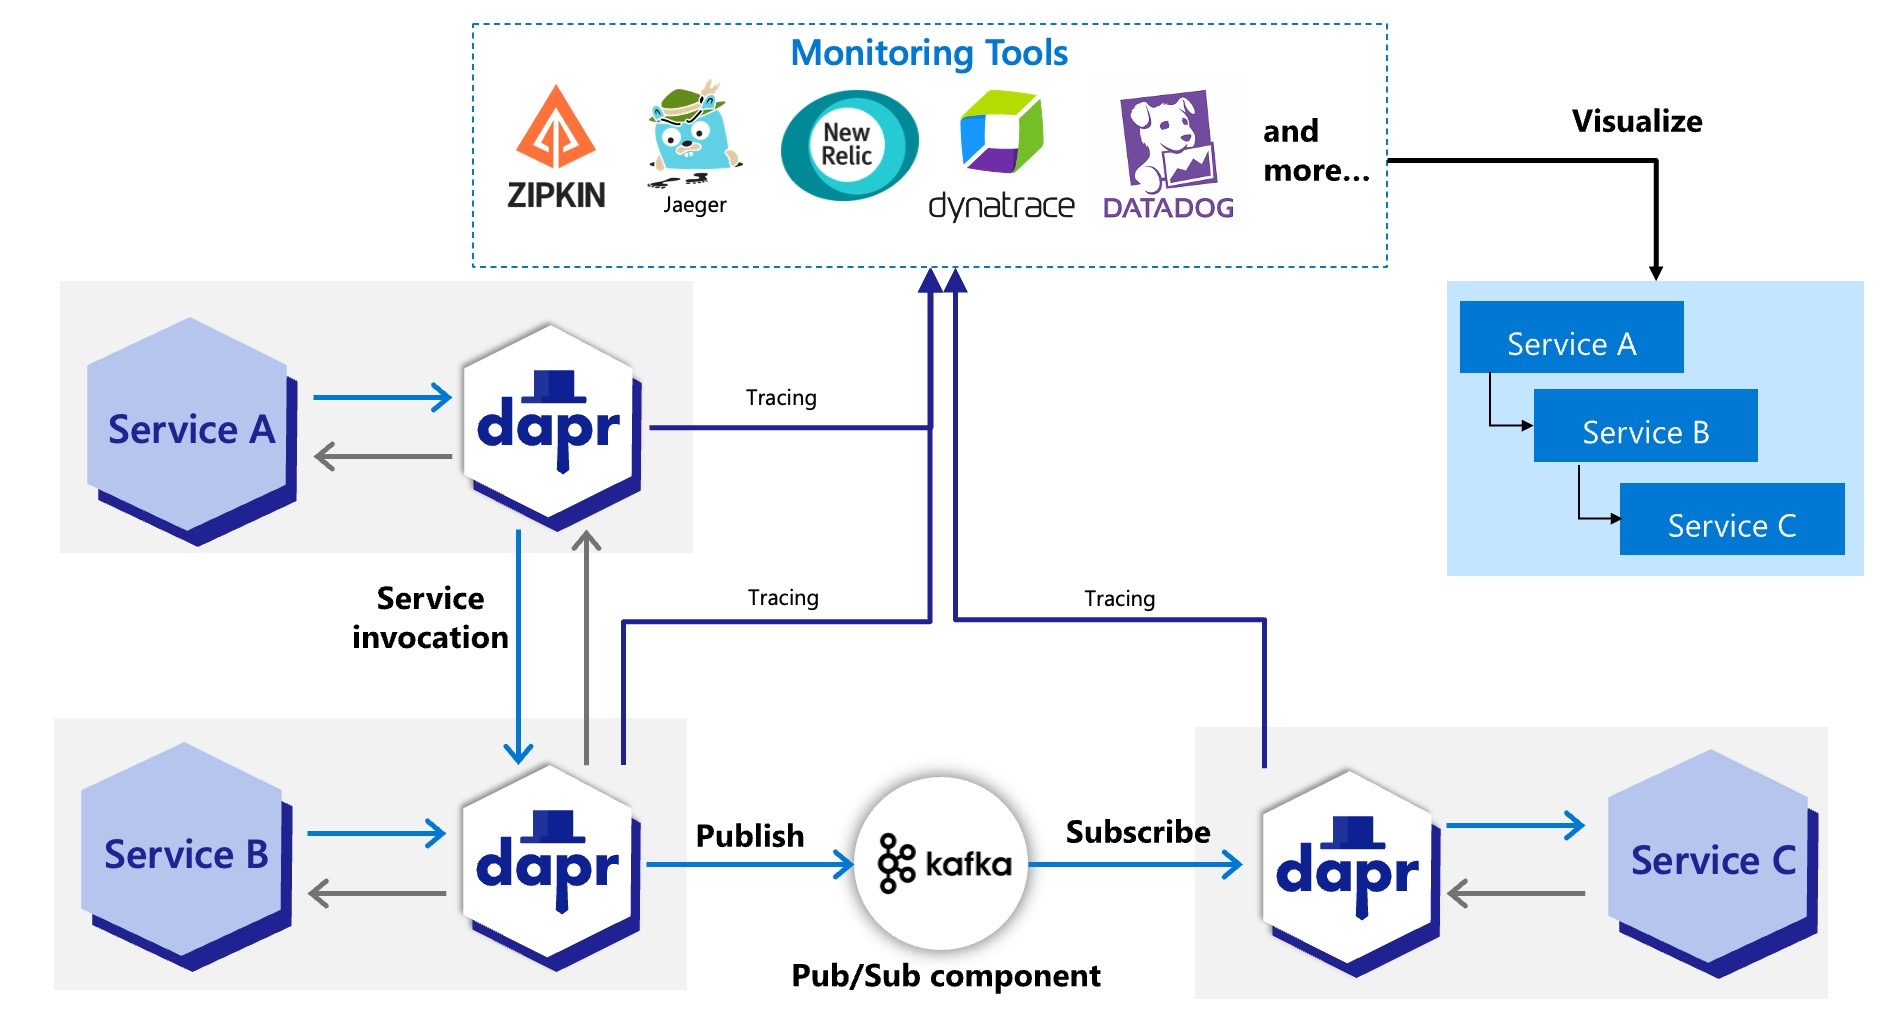 Monitoring Tools
ZIPKIN
Jaeger
New
Relic
dynatrace
DATADOG
and
more...
Visualize
Service A
dapr
Tracing
Service A
Service B
Service C
Service
invocation
Tracing
Tracing
Service B
dapr
Publish
kafka
Subscribe
dapr
Service C
Pub/Sub component